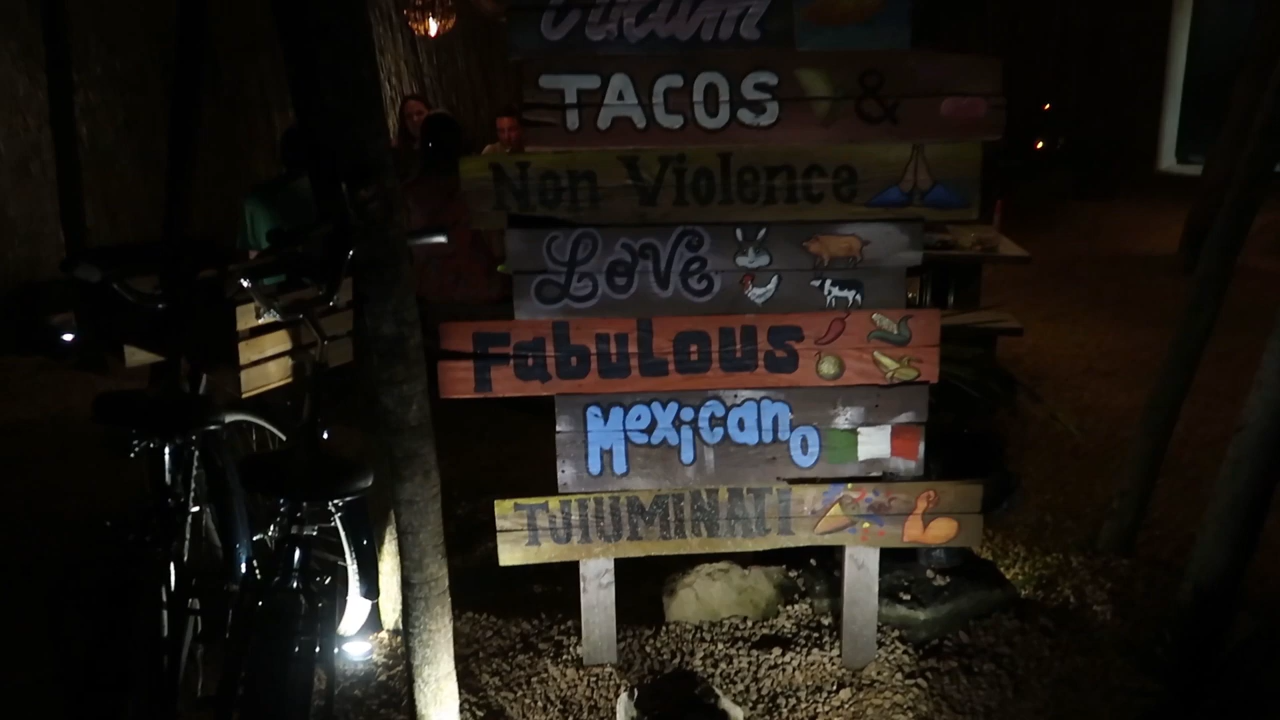 TACOS &
Non Violence
Love
Fabulous
Mexicano
TULUMINATI